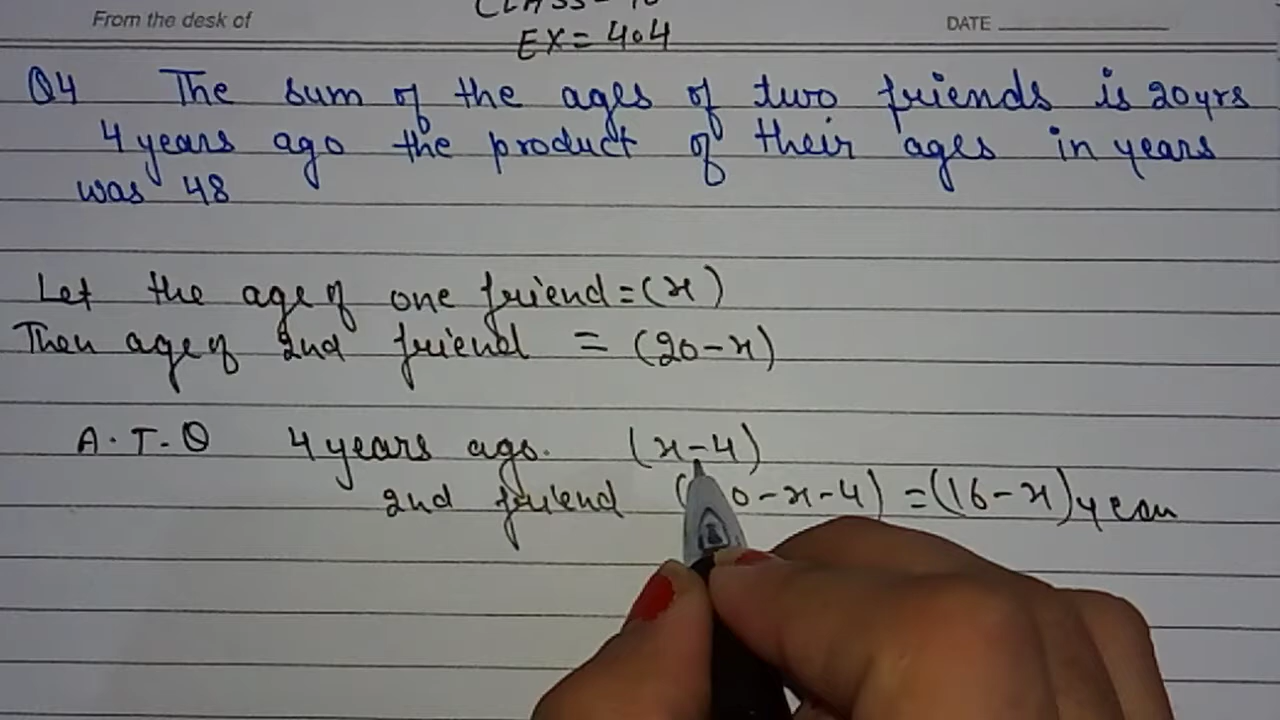 EX = 4.4
From the desk of
DATE
Q4 The sum of the ages of two friends is 20yrs
4 years ago the product of their ages in years
was 48
Let the age of one friend = (x)
Then age of 2nd friend = (20-x)
A.T-Q 4 years ago. (x-4)
2nd friend ( 0-x-4) = (16-x) year